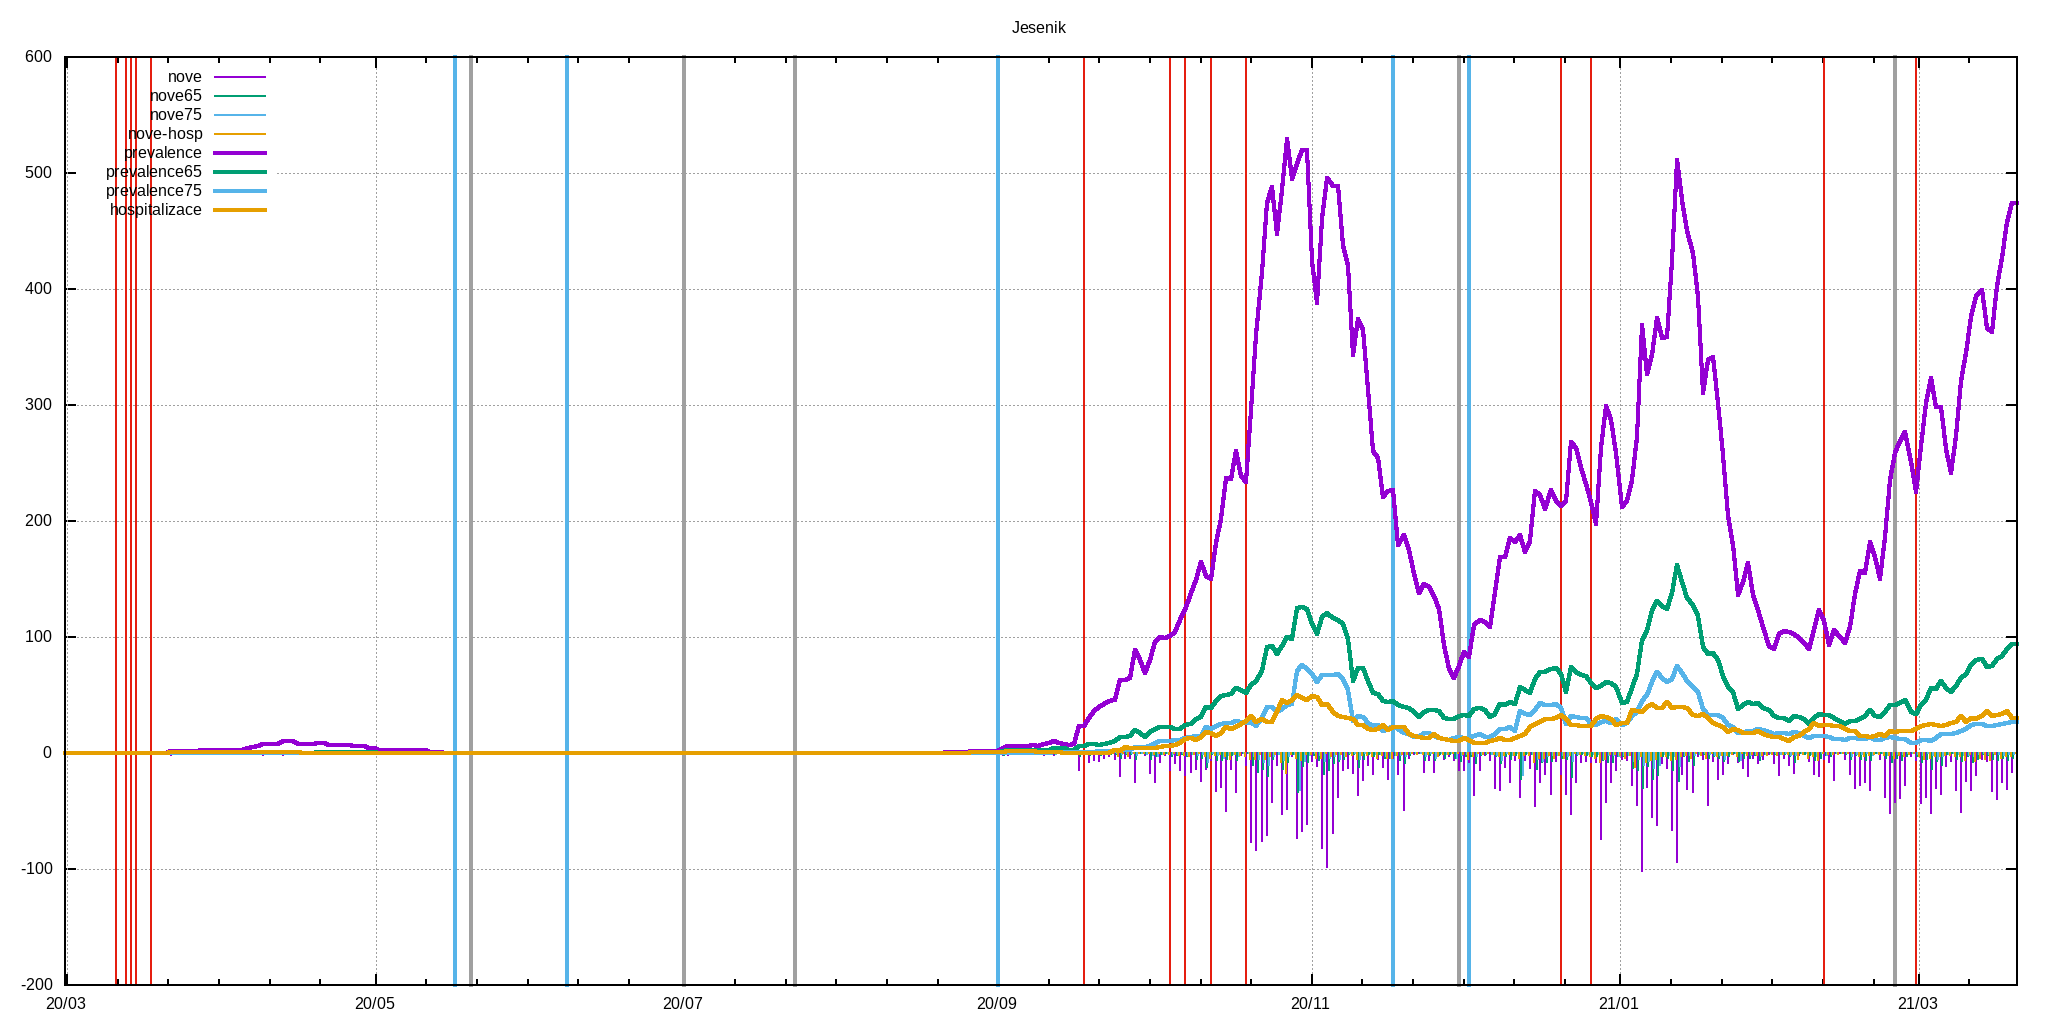 Jesenik
600
500
400
300
200
100
0
-100
-200
nove
nove65
nove75
nove-hosp
prevalence
prevalence65
prevalence75
hospitalizace
20/03 20/05 20/07 20/09 20/11 21/01 21/03